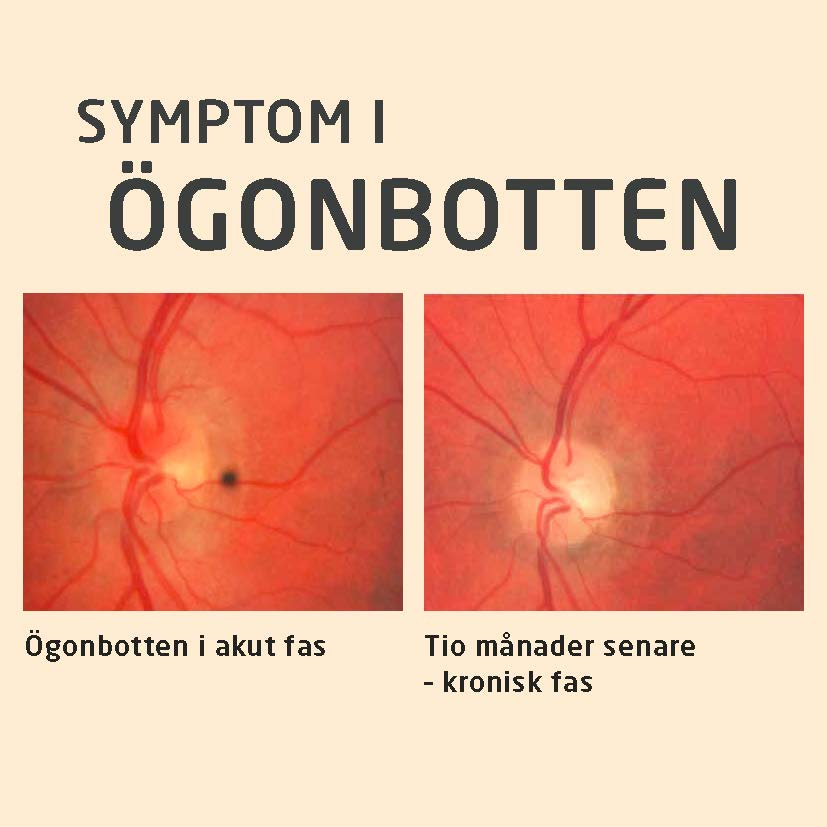 SYMPTOM I
ÖGONBOTTEN
Ögonbotten i akut fas
Tio månader senare
- kronisk fas